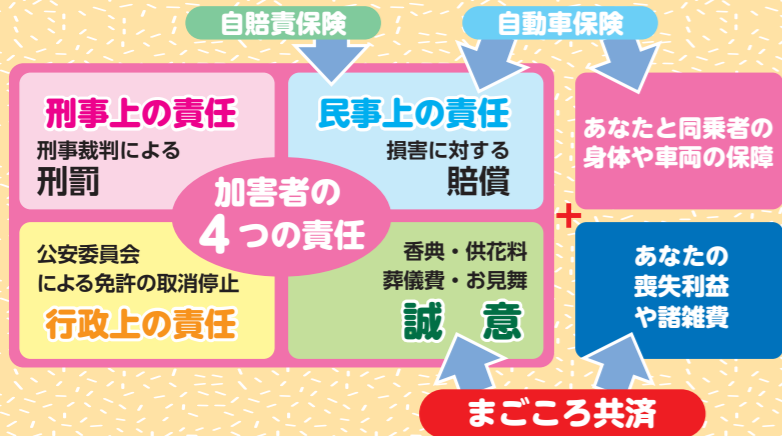 自賠責保険
自動車保険
刑事上の責任
刑事裁判による
刑罰
民事上の責任
損害に対する
賠償
加害者の
4つの責任
公安委員会
による免許の取消停止
行政上の責任
香典・供花料
葬儀費・お見舞
誠 意
+
あなたと同乗者の
身体や車両の保障
あなたの
喪失利益
や諸雑費
まごころ共済